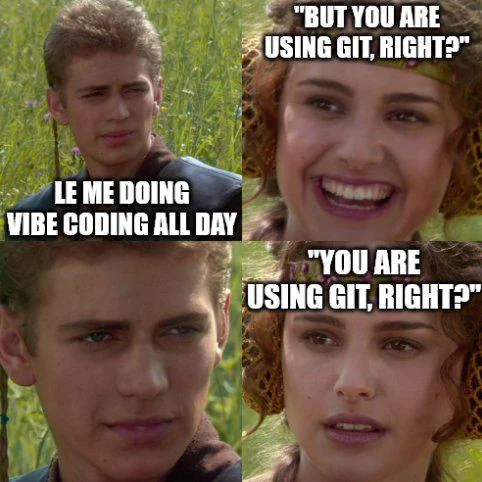 LE ME DOING
VIBE CODING ALL DAY
"BUT YOU ARE
USING GIT, RIGHT?"
"YOU ARE
USING GIT, RIGHT?"